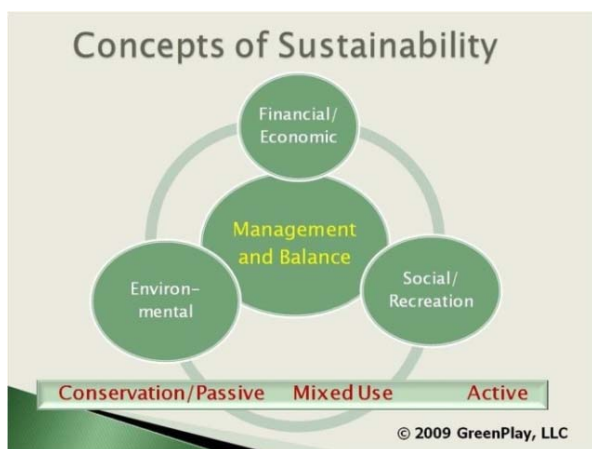 Concepts of Sustainability
Financial/
Economic
Management
and Balance
Environ-
mental
Social/
Recreation
Conservation/Passive Mixed Use Active
© 2009 GreenPlay, LLC